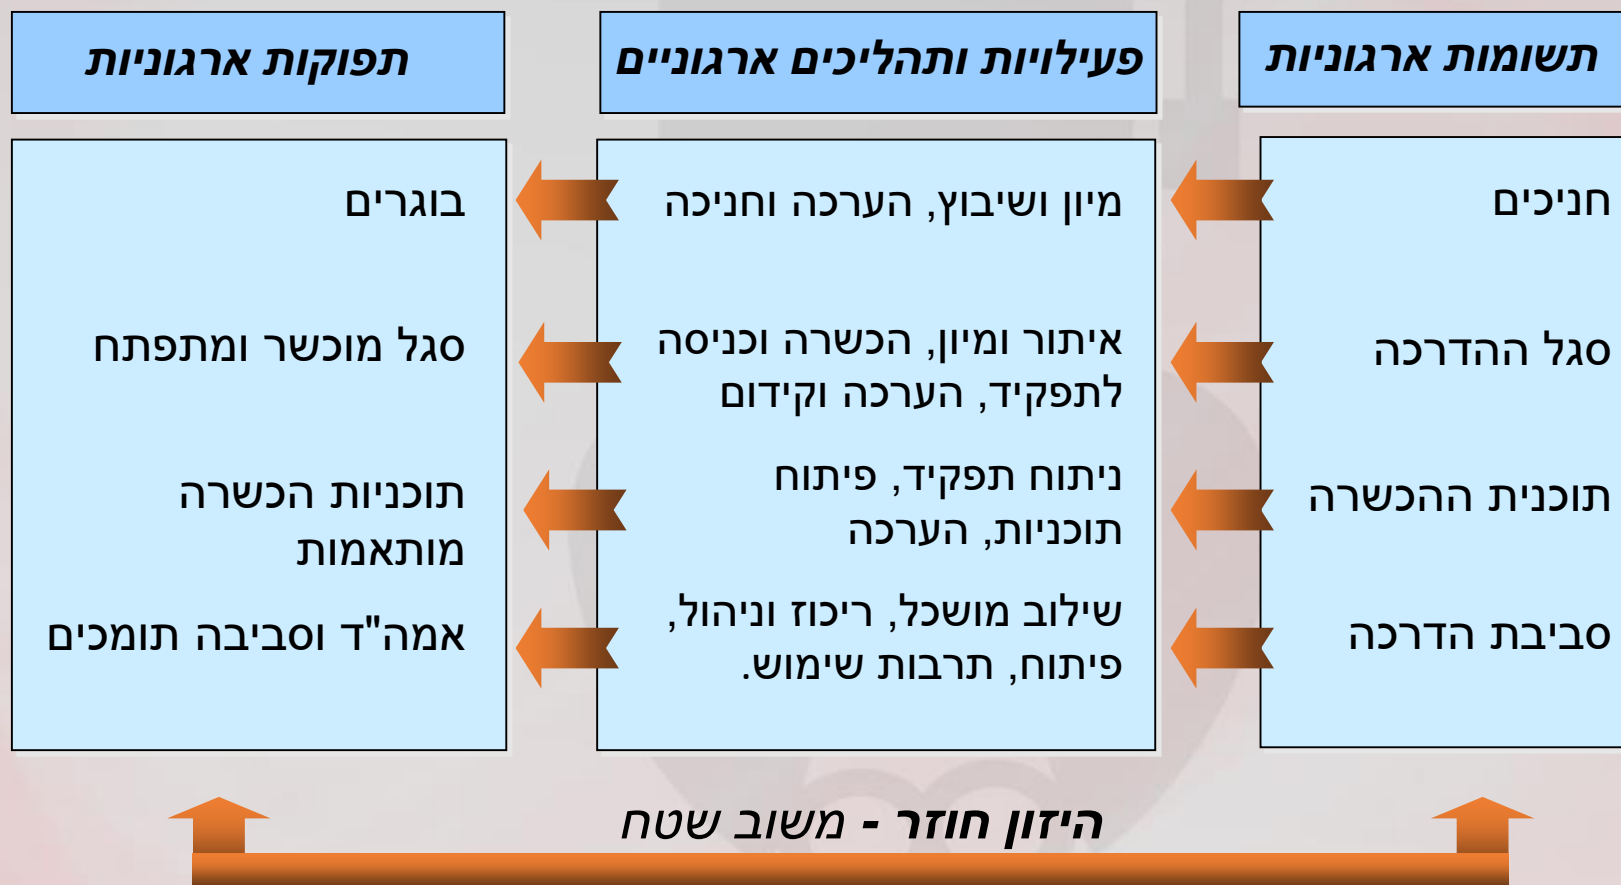 תשומות ארגוניות
פעילויות ותהליכים ארגוניים
תפוקות ארגוניות
חניכים
מיון ושיבוץ, הערכה וחניכה
בוגרים
סגל ההדרכה
איתור ומיון, הכשרה וכניסה
לתפקיד, הערכה וקידום
סגל מוכשר ומתפתח
תוכנית ההכשרה
ניתוח תפקיד, פיתוח
תוכניות, הערכה
תוכניות הכשרה
מותאמות
סביבת הדרכה
שילוב מושכל, ריכוז וניהול,
פיתוח, תרבות שימוש.
אמה"ד וסביבה תומכים
היזון חוזר - משוב שטח